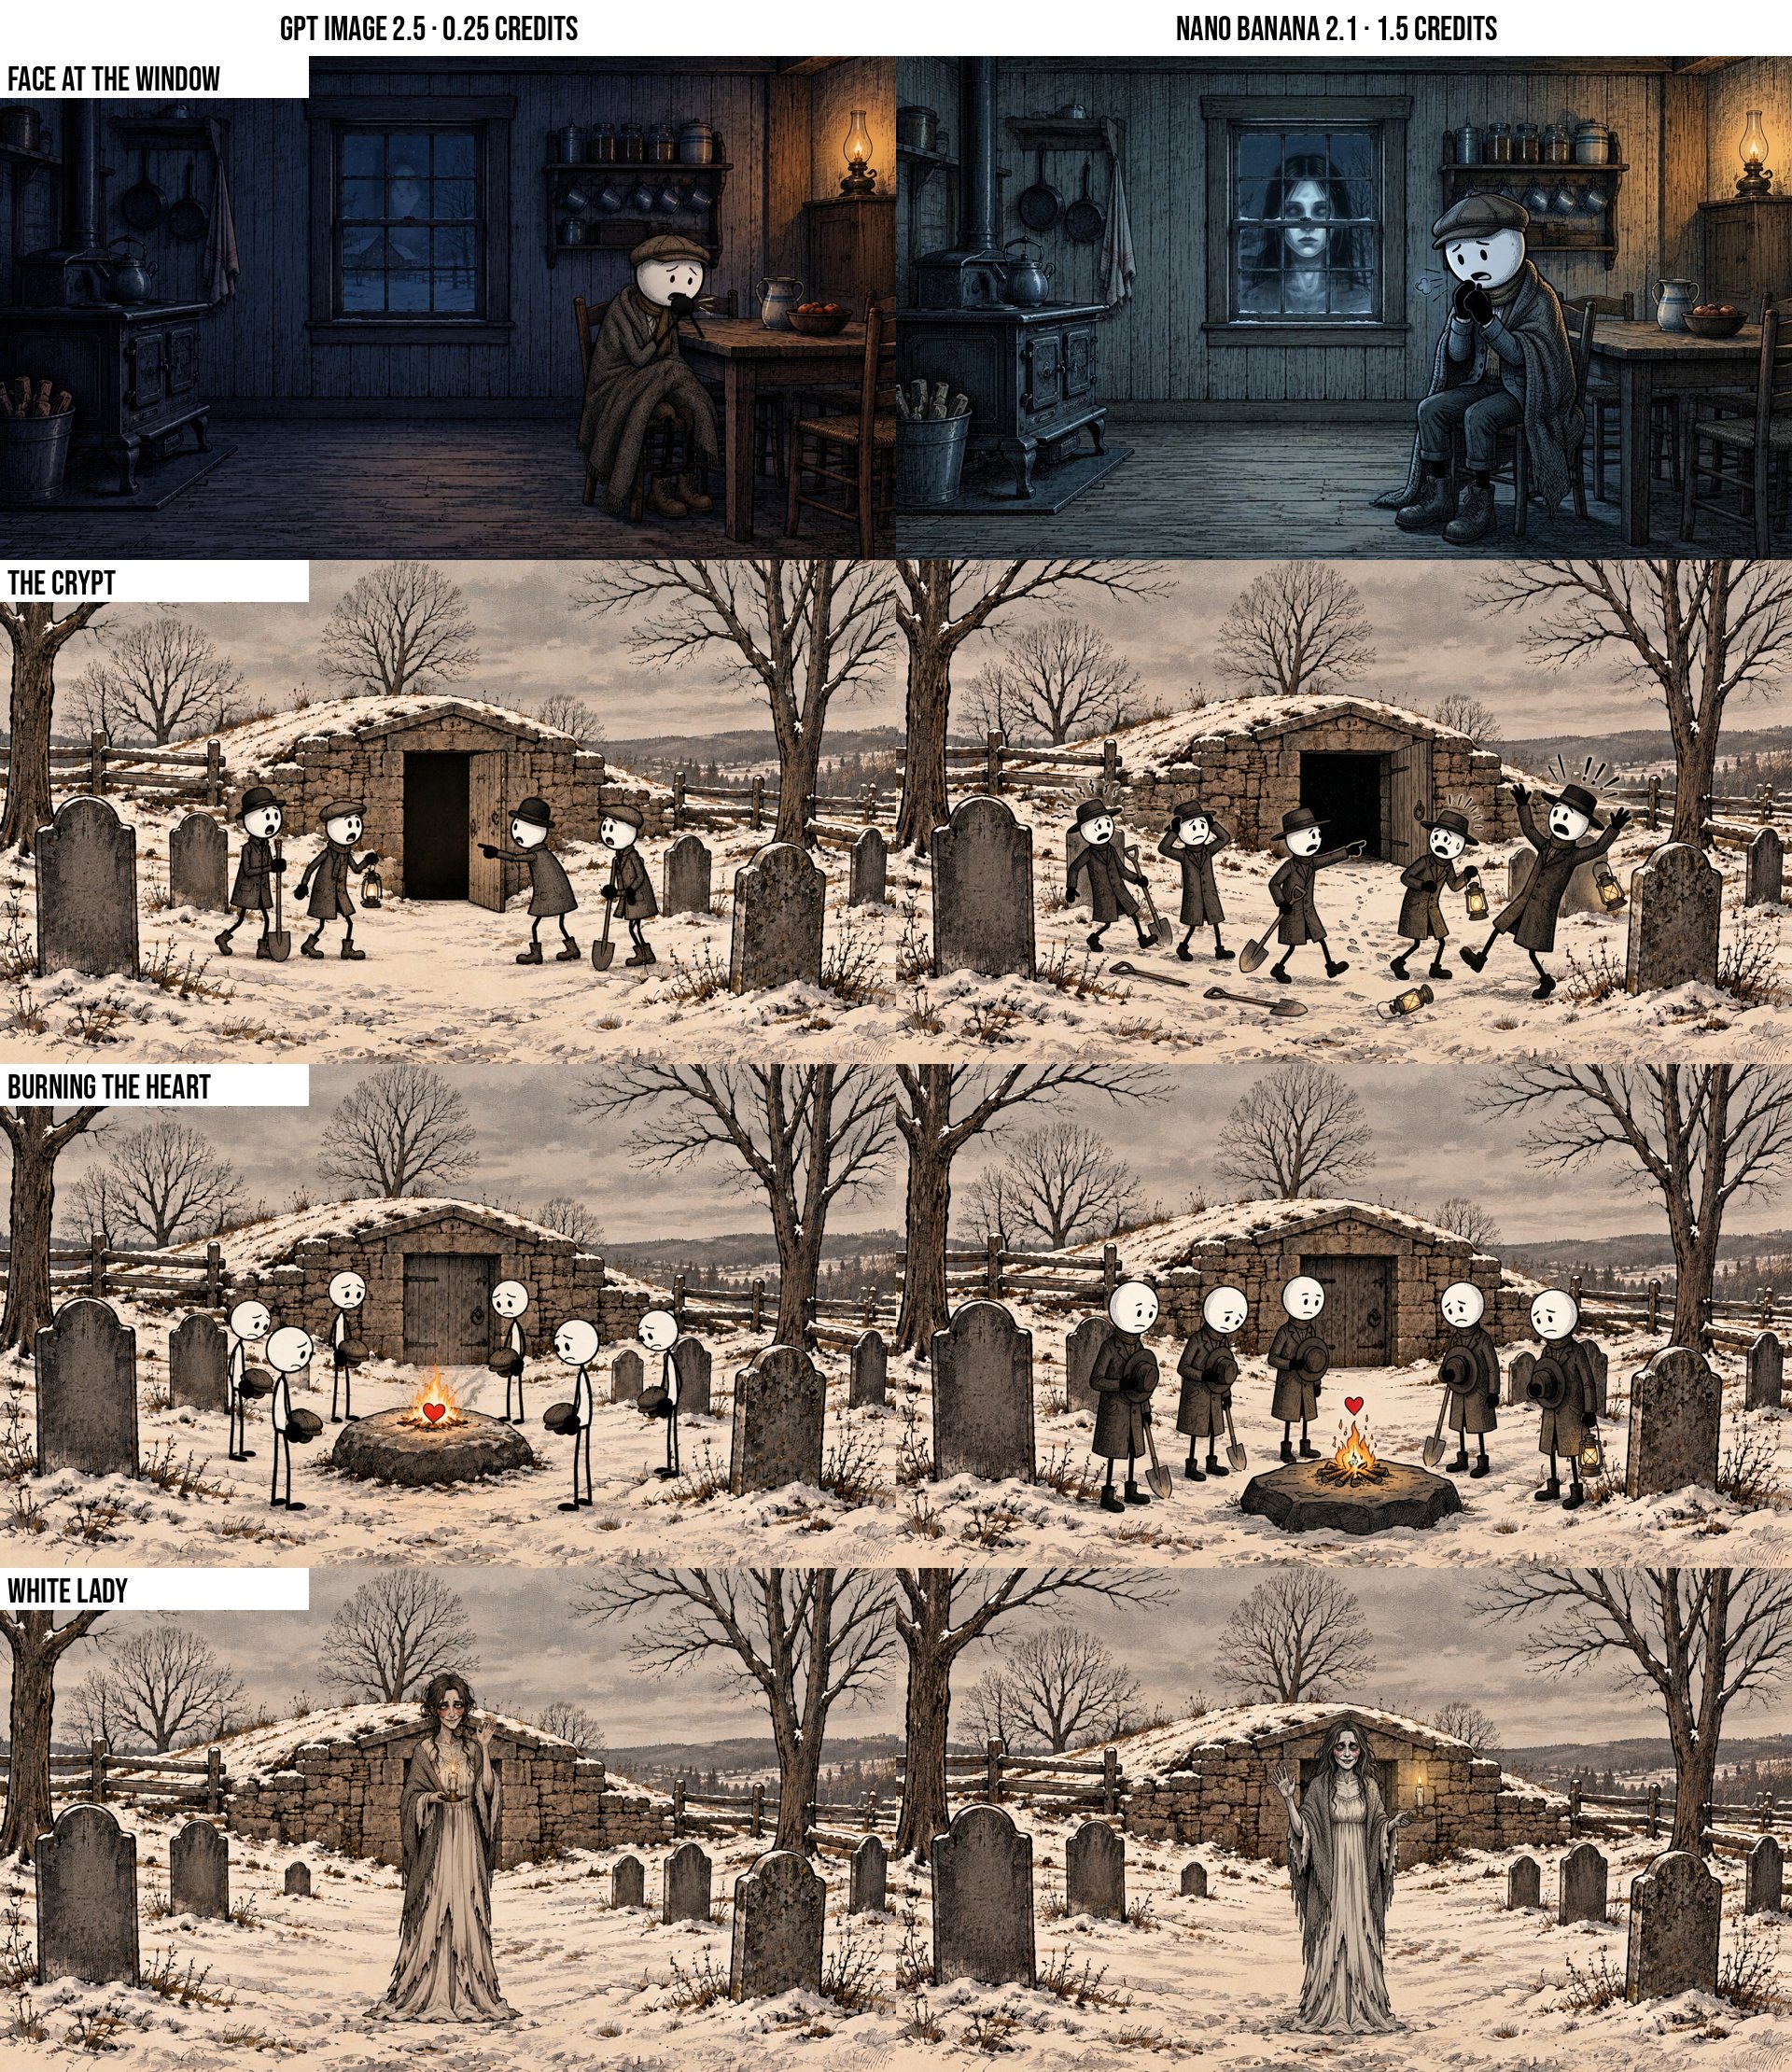 GPT IMAGE 2.5 · 0.25 CREDITS
NANO BANANA 2.1 · 1.5 CREDITS
FACE AT THE WINDOW
THE CRYPT
BURNING THE HEART
WHITE LADY